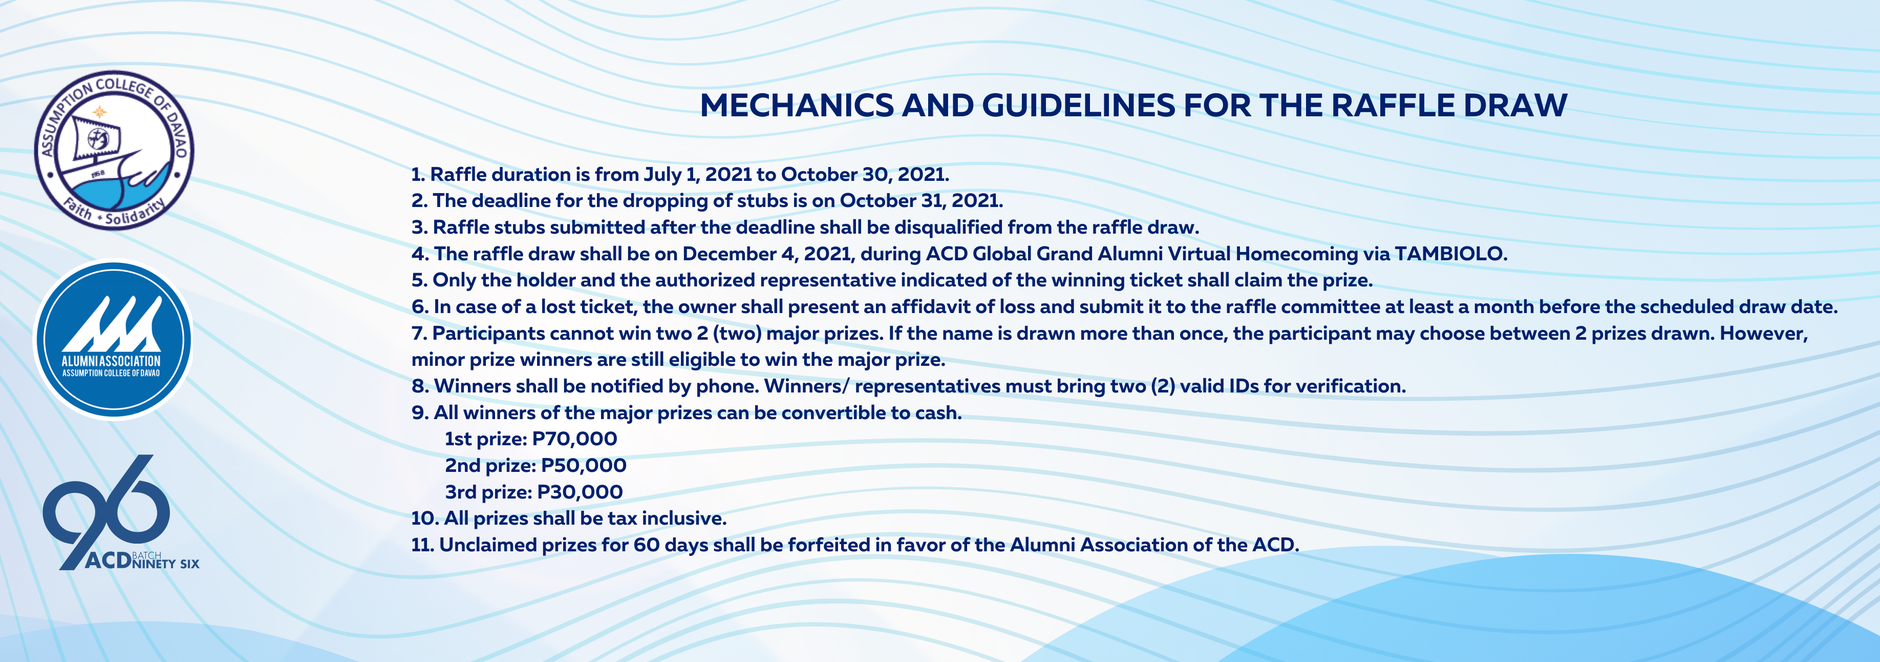 MECHANICS AND GUIDELINES FOR THE RAFFLE DRAW
ASSUMPTION COLLEGE OF DAVAO
1958
Faith • Solidarity
ALUMNI ASSOCIATION
ASSUMPTION COLLEGE OF DAVAO
96
ACD BATCH NINETY SIX
1. Raffle duration is from July 1, 2021 to October 30, 2021.
2. The deadline for the dropping of stubs is on October 31, 2021.
3. Raffle stubs submitted after the deadline shall be disqualified from the raffle draw.
4. The raffle draw shall be on December 4, 2021, during ACD Global Grand Alumni Virtual Homecoming via TAMBIOLO.
5. Only the holder and the authorized representative indicated of the winning ticket shall claim the prize.
6. In case of a lost ticket, the owner shall present an affidavit of loss and submit it to the raffle committee at least a month before the scheduled draw date.
7. Participants cannot win two 2 (two) major prizes. If the name is drawn more than once, the participant may choose between 2 prizes drawn. However,
minor prize winners are still eligible to win the major prize.
8. Winners shall be notified by phone. Winners/ representatives must bring two (2) valid IDs for verification.
9. All winners of the major prizes can be convertible to cash.
1st prize: P70,000
2nd prize: P50,000
3rd prize: P30,000
10. All prizes shall be tax inclusive.
11. Unclaimed prizes for 60 days shall be forfeited in favor of the Alumni Association of the ACD.